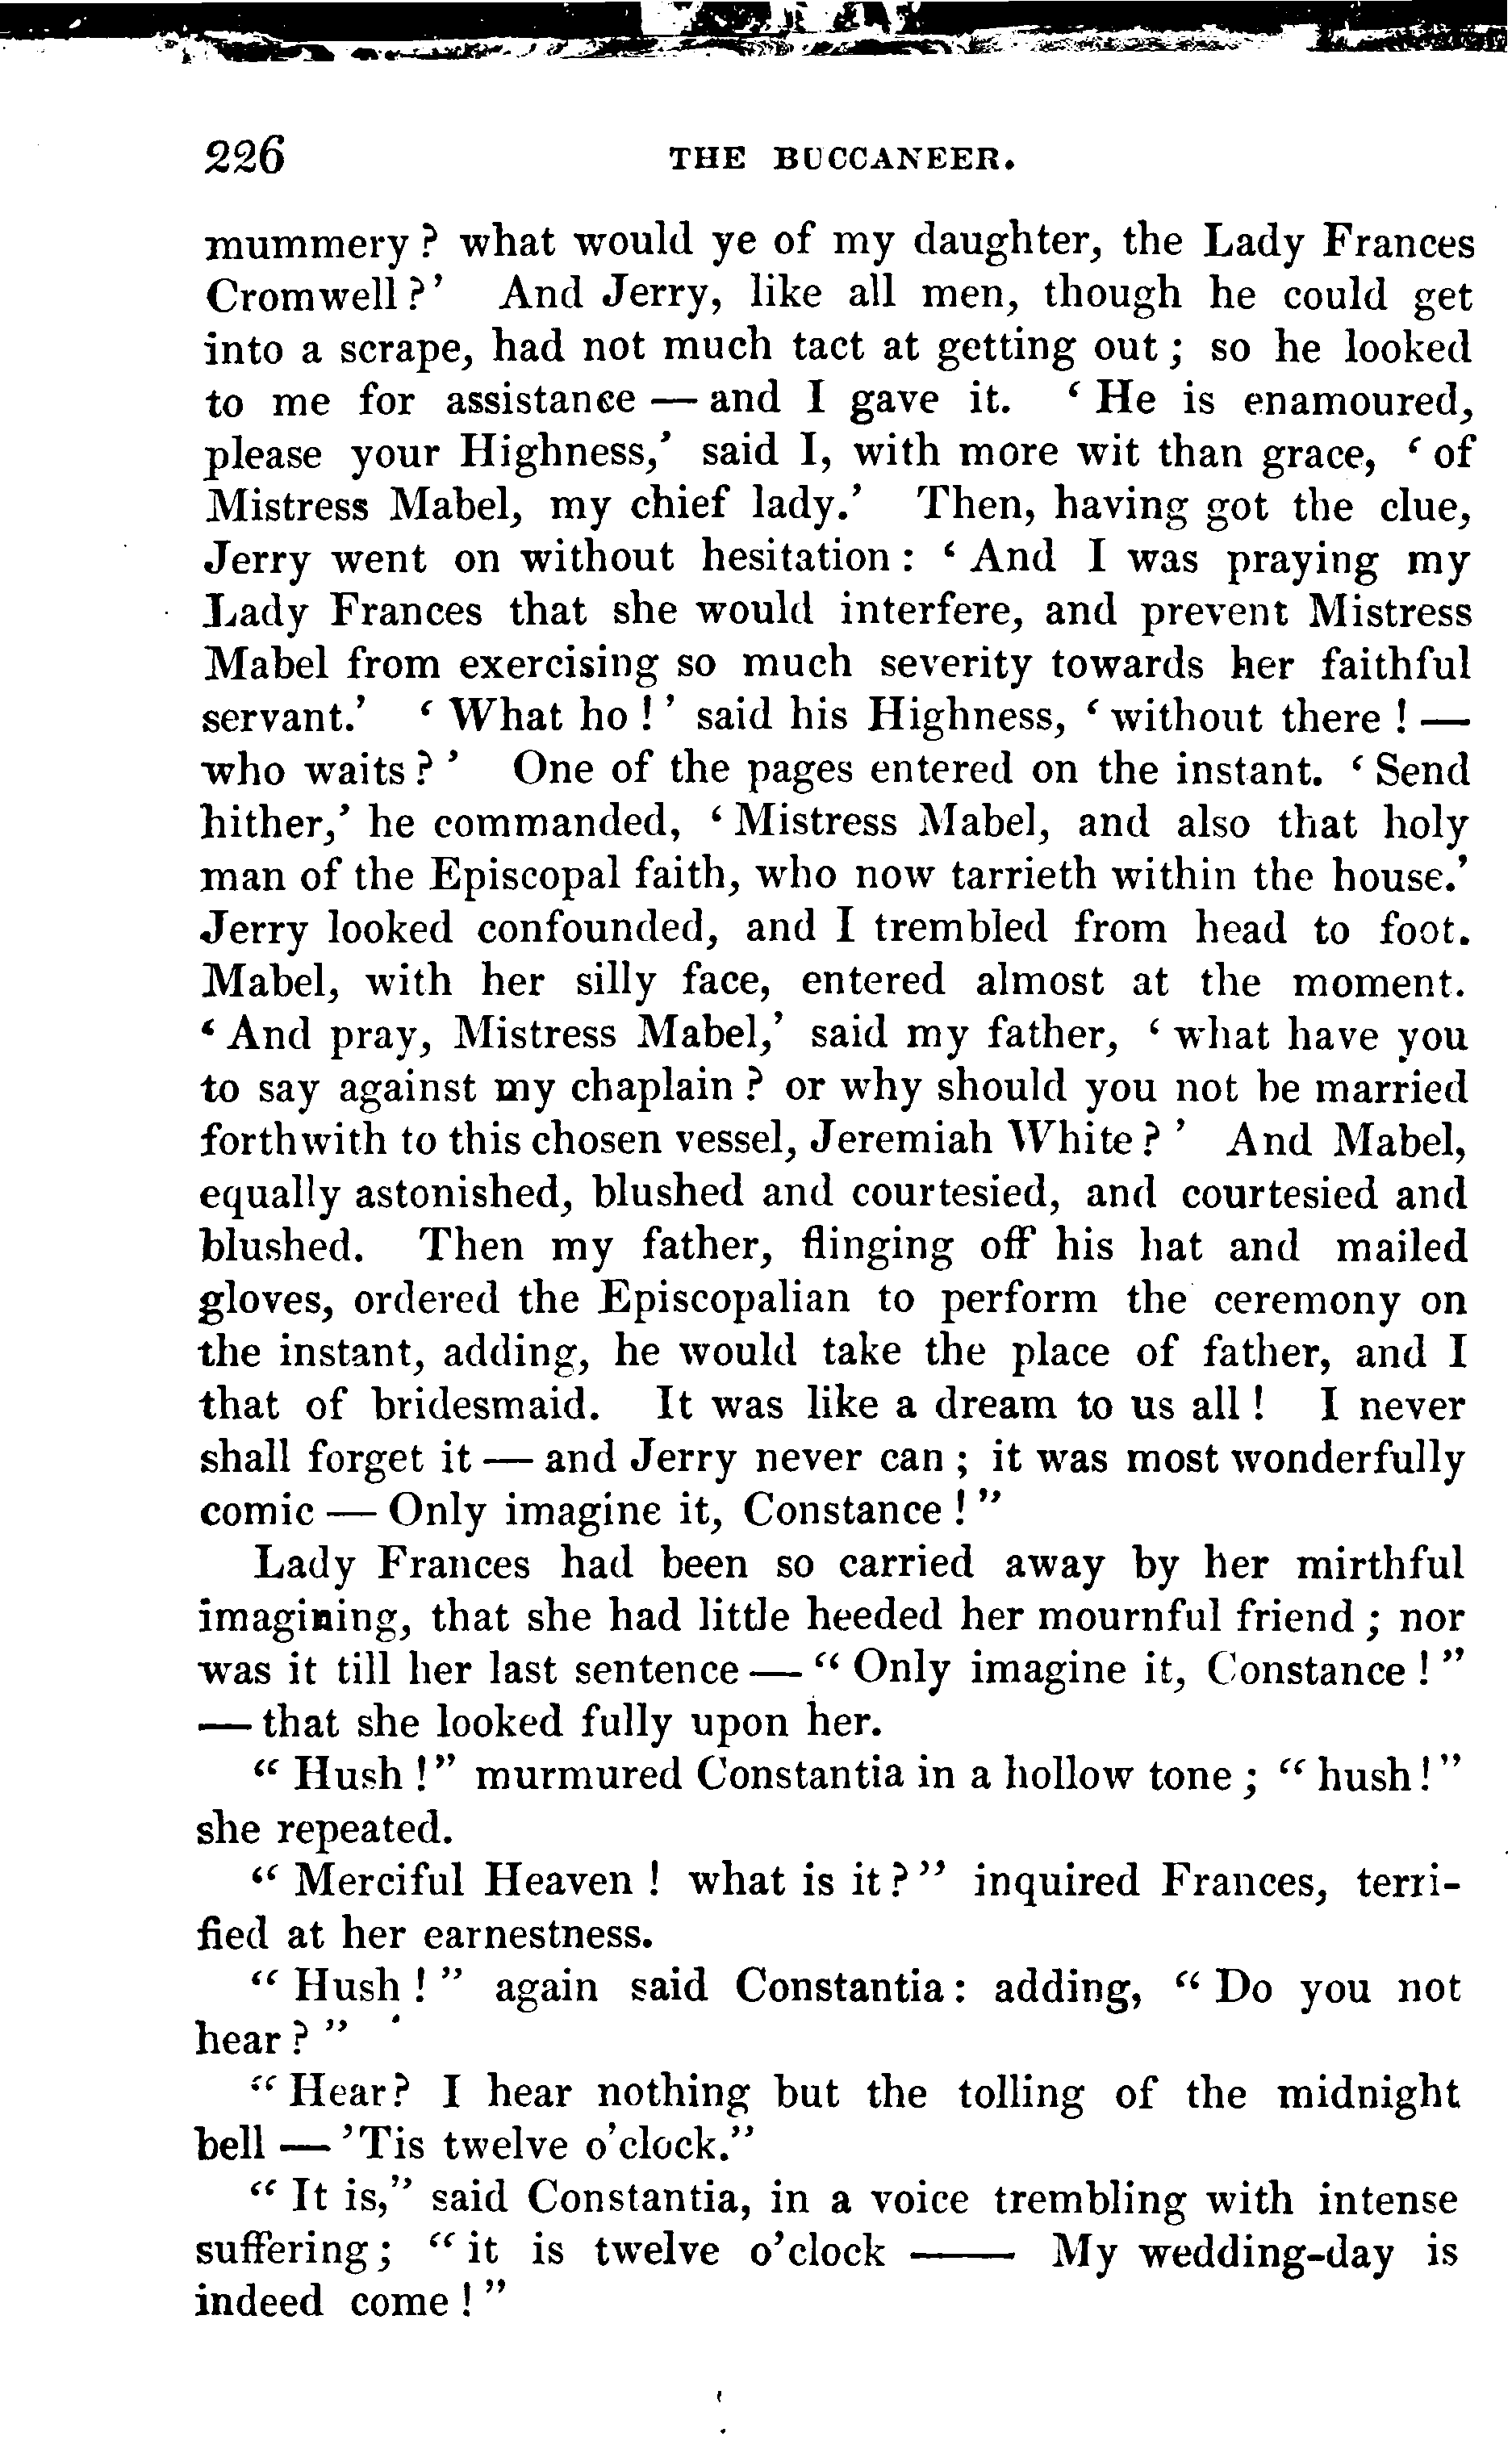 226 THE BUCCANEER.
mummery? what would ye of my daughter, the Lady Frances
Cromwell?' And Jerry, like all men, though he could get
into a scrape, had not much tact at getting out; so he looked
to me for assistance — and I gave it. 'He is enamoured,
please your Highness,' said I, with more wit than grace, 'of
Mistress Mabel, my chief lady.' Then, having got the clue,
Jerry went on without hesitation: 'And I was praying my
Lady Frances that she would interfere, and prevent Mistress
Mabel from exercising so much severity towards her faithful
servant.' 'What ho!' said his Highness, 'without there! —
who waits?' One of the pages entered on the instant. 'Send
hither,' he commanded, 'Mistress Mabel, and also that holy
man of the Episcopal faith, who now tarrieth within the house.'
Jerry looked confounded, and I trembled from head to foot.
Mabel, with her silly face, entered almost at the moment.
'And pray, Mistress Mabel,' said my father, 'what have you
to say against my chaplain? or why should you not be married
forthwith to this chosen vessel, Jeremiah White?' And Mabel,
equally astonished, blushed and courtesied, and courtesied and
blushed. Then my father, flinging off his hat and mailed
gloves, ordered the Episcopalian to perform the ceremony on
the instant, adding, he would take the place of father, and I
that of bridesmaid. It was like a dream to us all! I never
shall forget it — and Jerry never can; it was most wonderfully
comic — Only imagine it, Constance!"
Lady Frances had been so carried away by her mirthful
imagining, that she had little heeded her mournful friend; nor
was it till her last sentence — "Only imagine it, Constance!"
— that she looked fully upon her.
"Hush!" murmured Constantia in a hollow tone; "hush!"
she repeated.
"Merciful Heaven! what is it?" inquired Frances, terri-
fied at her earnestness.
"Hush!" again said Constantia: adding, "Do you not
hear?"
"Hear? I hear nothing but the tolling of the midnight
bell — 'Tis twelve o'clock."
"It is," said Constantia, in a voice trembling with intense
suffering; "it is twelve o'clock —— My wedding-day is
indeed come!"